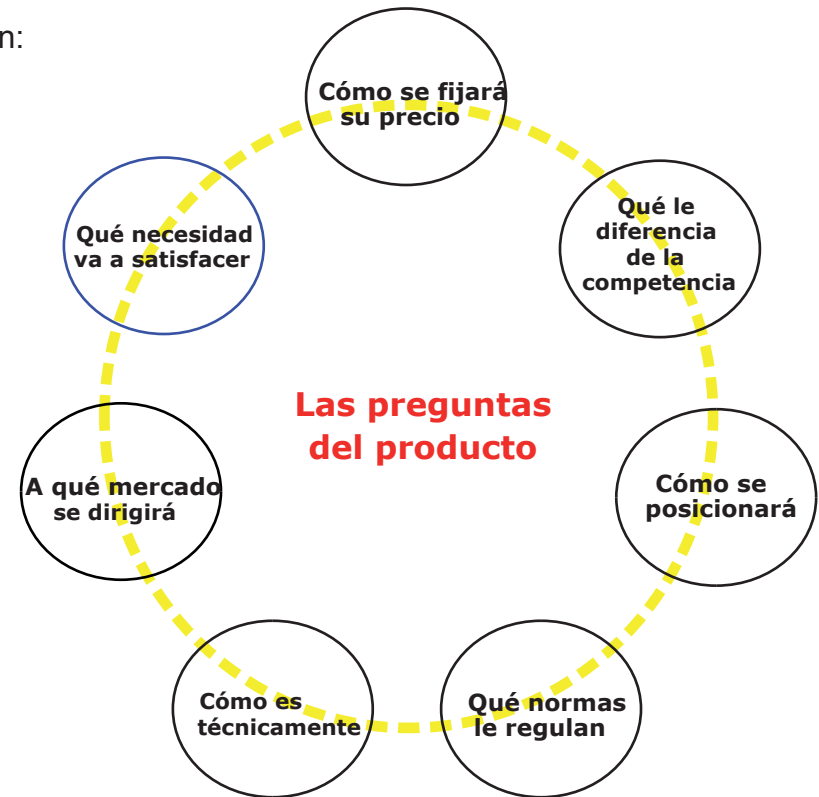 n:
Cómo se fijará
su precio
Qué le
diferencia
de la
competencia
Qué necesidad
va a satisfacer
Las preguntas
del producto
A qué mercado
se dirigirá
Cómo se
posicionará
Cómo es
técnicamente
Qué normas
le regulan